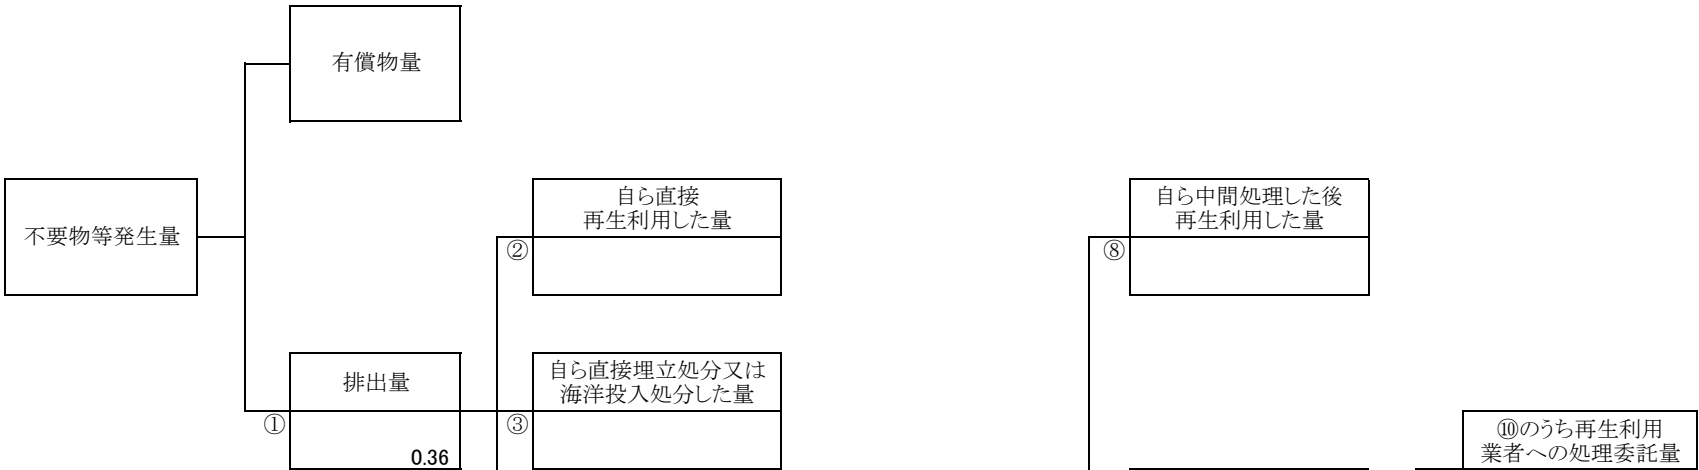 有償物量
不要物等発生量
自ら直接
再生利用した量
②
自ら中間処理した後
再生利用した量
⑧
排出量
①
0.36
自ら直接埋立処分又は
海洋投入処分した量
③
⑩のうち再生利用
業者への処理委託量